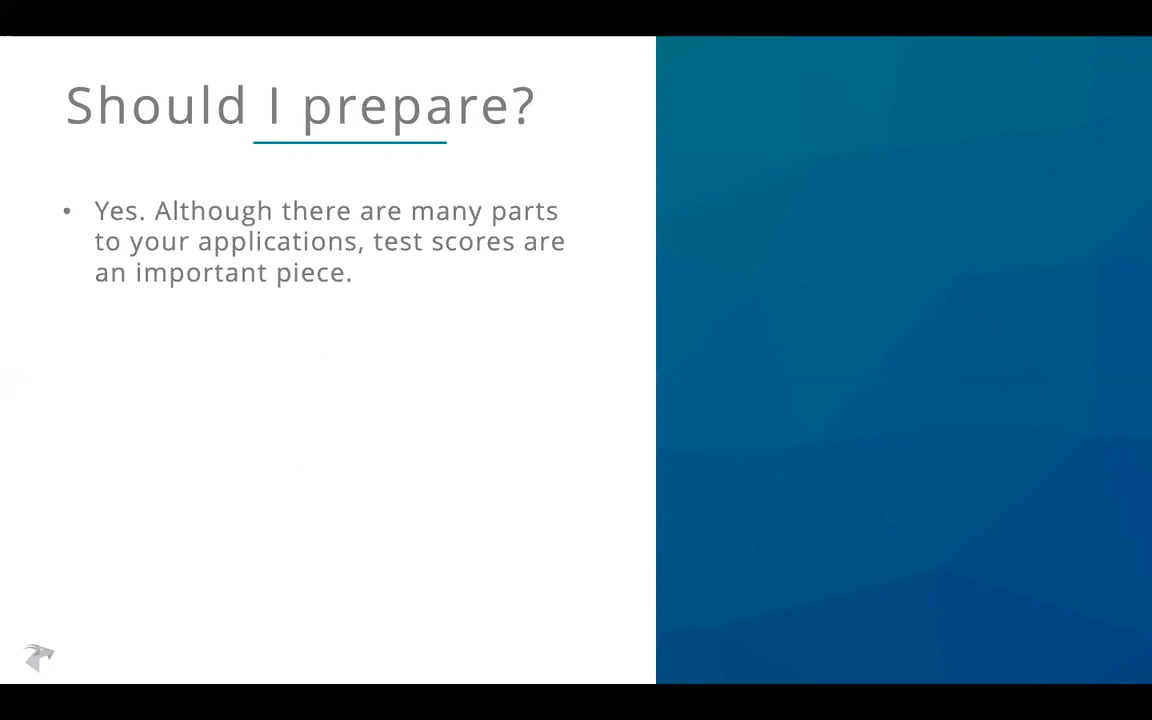 Should I prepare?
• Yes. Although there are many parts
to your applications, test scores are
an important piece.